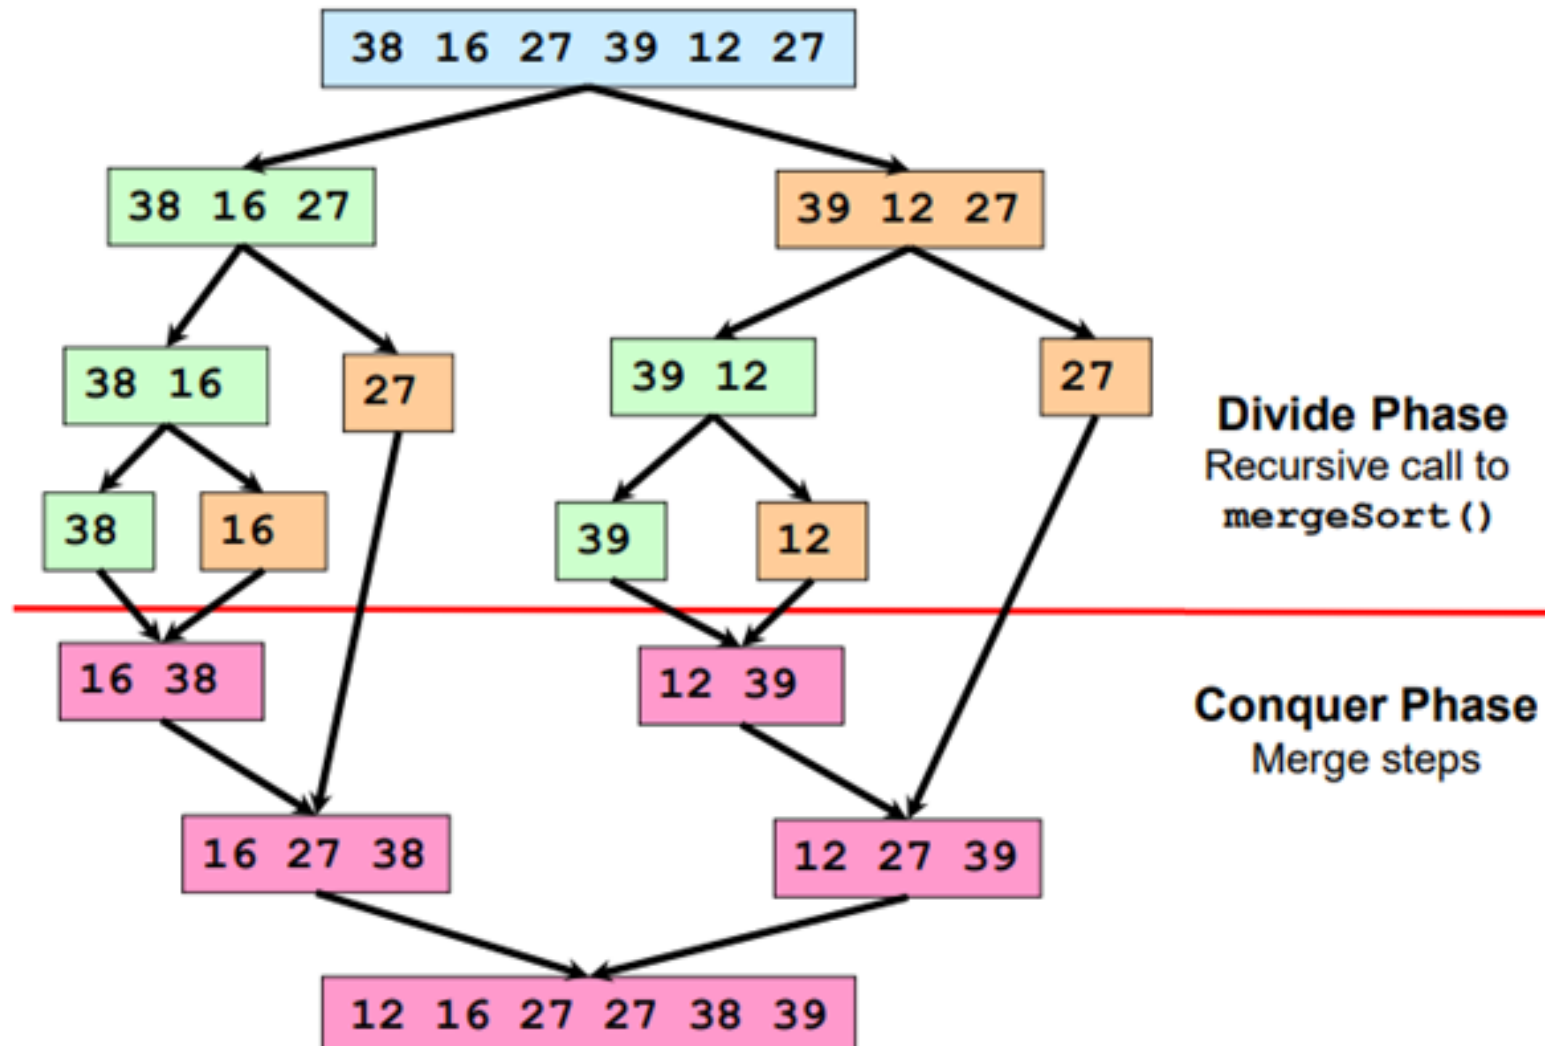 38 16 27 39 12 27
38 16 27
39 12 27
38 16
27
39 12
27
Divide Phase
Recursive call to
mergeSort()
38
16
39
12
16 38
12 39
Conquer Phase
Merge steps
16 27 38
12 27 39
12 16 27 27 38 39